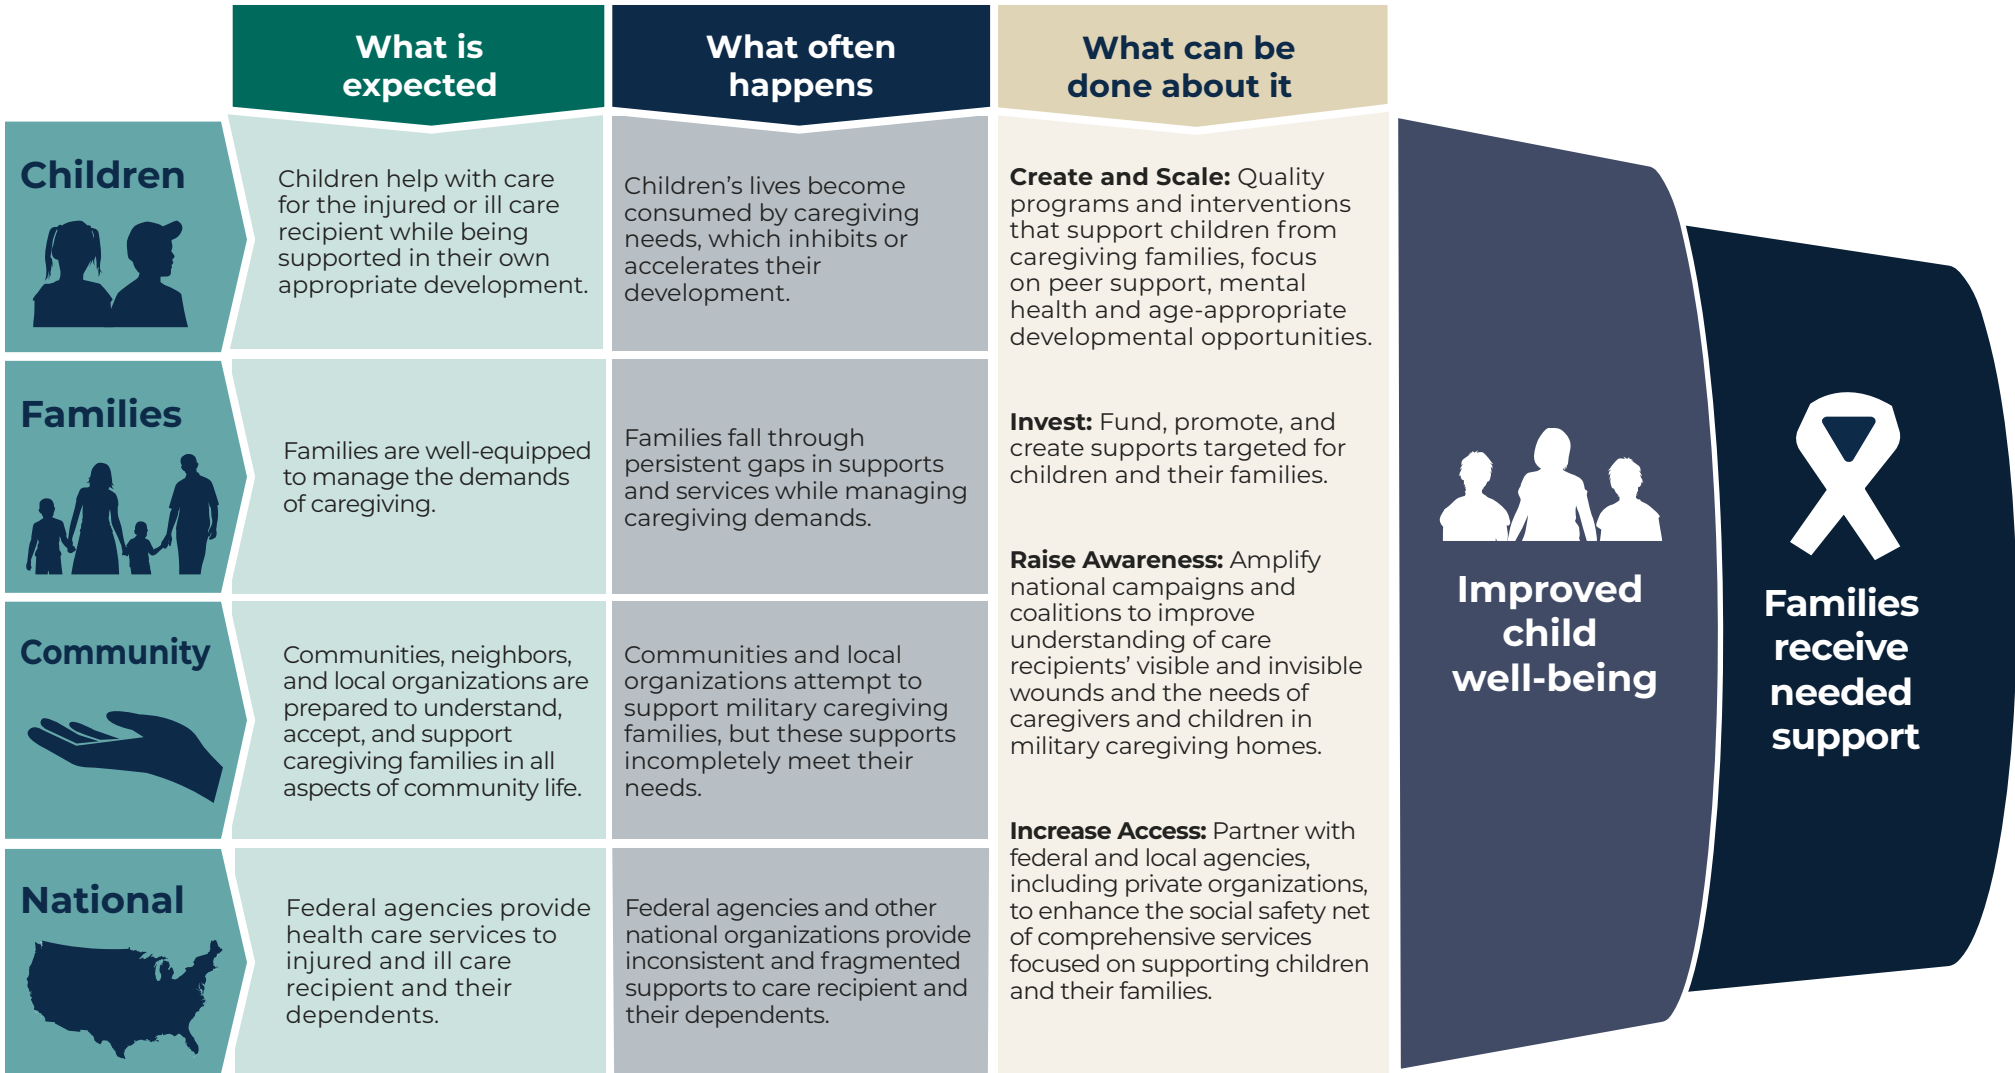 What is
expected
What often
happens
What can be
done about it
Children
Children help with care
for the injured or ill care
recipient while being
supported in their own
appropriate development.
Children’s lives become
consumed by caregiving
needs, which inhibits or
accelerates their
development.
Families
Families are well-equipped
to manage the demands
of caregiving.
Families fall through
persistent gaps in supports
and services while managing
caregiving demands.
Community
Communities, neighbors,
and local organizations are
prepared to understand,
accept, and support
caregiving families in all
aspects of community life.
Communities and local
organizations attempt to
support military caregiving
families, but these supports
incompletely meet their
needs.
National
Federal agencies provide
health care services to
injured and ill care
recipient and their
dependents.
Federal agencies and other
national organizations provide
inconsistent and fragmented
supports to care recipient and
their dependents.
Create and Scale: Quality
programs and interventions
that support children from
caregiving families, focus
on peer support, mental
health and age-appropriate
developmental opportunities.
Invest: Fund, promote, and
create supports targeted for
children and their families.
Raise Awareness: Amplify
national campaigns and
coalitions to improve
understanding of care
recipients’ visible and invisible
wounds and the needs of
caregivers and children in
military caregiving homes.
Increase Access: Partner with
federal and local agencies,
including private organizations,
to enhance the social safety net
of comprehensive services
focused on supporting children
and their families.
Improved
child
well-being
Families
receive
needed
support